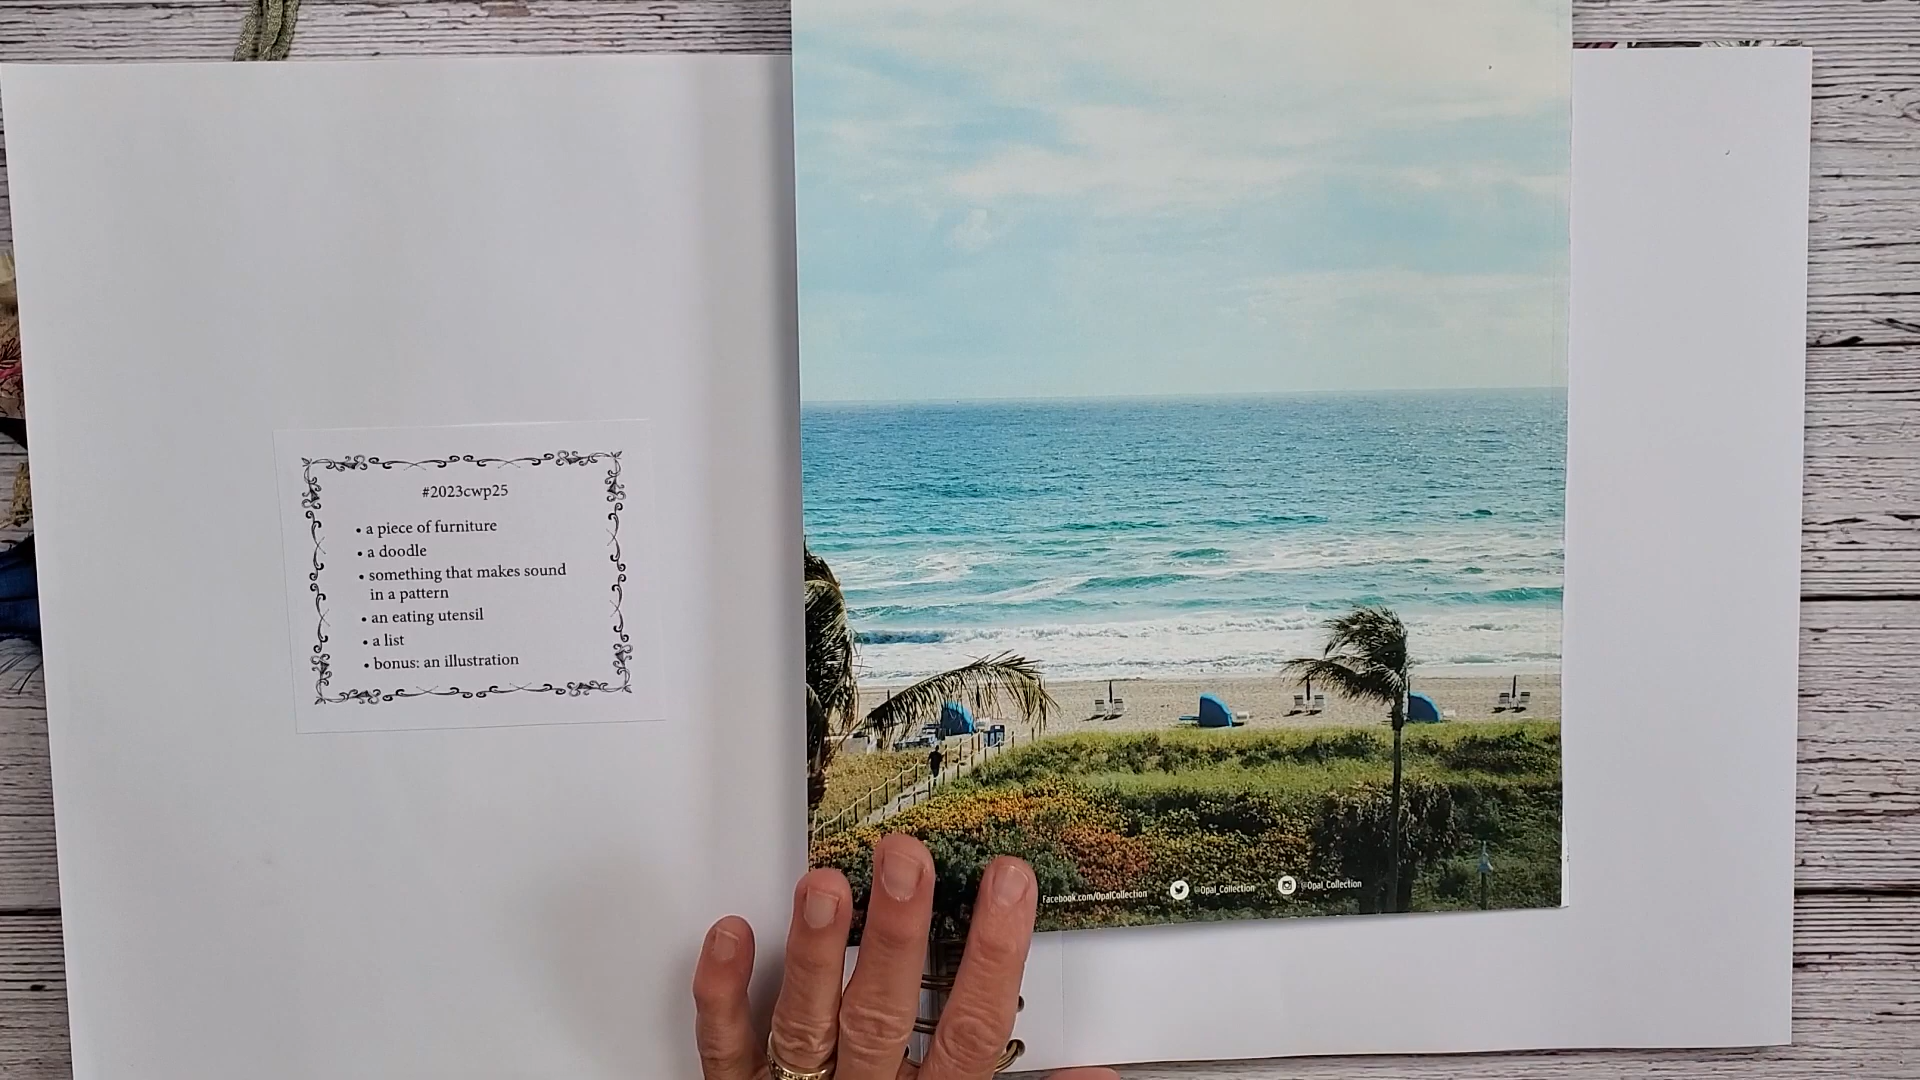 #2023cwp25
• a piece of furniture
• a doodle
• something that makes sound
in a pattern
• an eating utensil
• a list
• bonus: an illustration
Facebook.com/OpalCollection @Opal_Collection @Opal_Collection